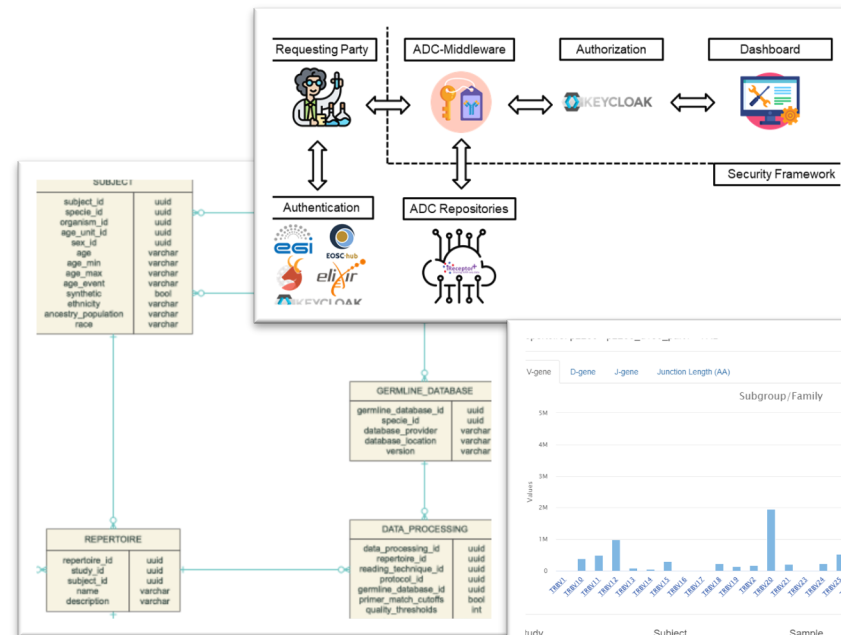 Requesting Party
ADC-Middleware
Authorization
Dashboard
KEYCLOAK
Security Framework
Authentication
ADC Repositories
egi
EOSC hub
elixir
KEYCLOAK
iReceptor+
SUBJECT
subject_id uuid
specie_id uuid
organism_id uuid
age_unit_id uuid
sex_id uuid
age varchar
age_min varchar
age_max varchar
age_event varchar
synthetic bool
ethnicity varchar
ancestry_population varchar
race varchar
GERMLINE_DATABASE
germline_database_id uuid
specie_id uuid
database_provider varchar
database_location varchar
version varchar
REPERTOIRE
repertoire_id uuid
study_id uuid
subject_id uuid
name varchar
description varchar
DATA_PROCESSING
data_processing_id uuid
repertoire_id uuid
reading_technique_id uuid
protocol_id uuid
germline_database_id uuid
primer_match_cutoffs bool
quality_thresholds int
V-gene D-gene J-gene Junction Length (AA)
Subgroup/Family
5M
4M
3M
2M
1M
0
Values
TRBV1 TRBV10 TRBV11 TRBV12 TRBV13 TRBV14 TRBV15 TRBV16 TRBV17 TRBV18 TRBV19 TRBV2 TRBV20 TRBV21 TRBV23 TRBV24 TRBV25
Subject
Sample